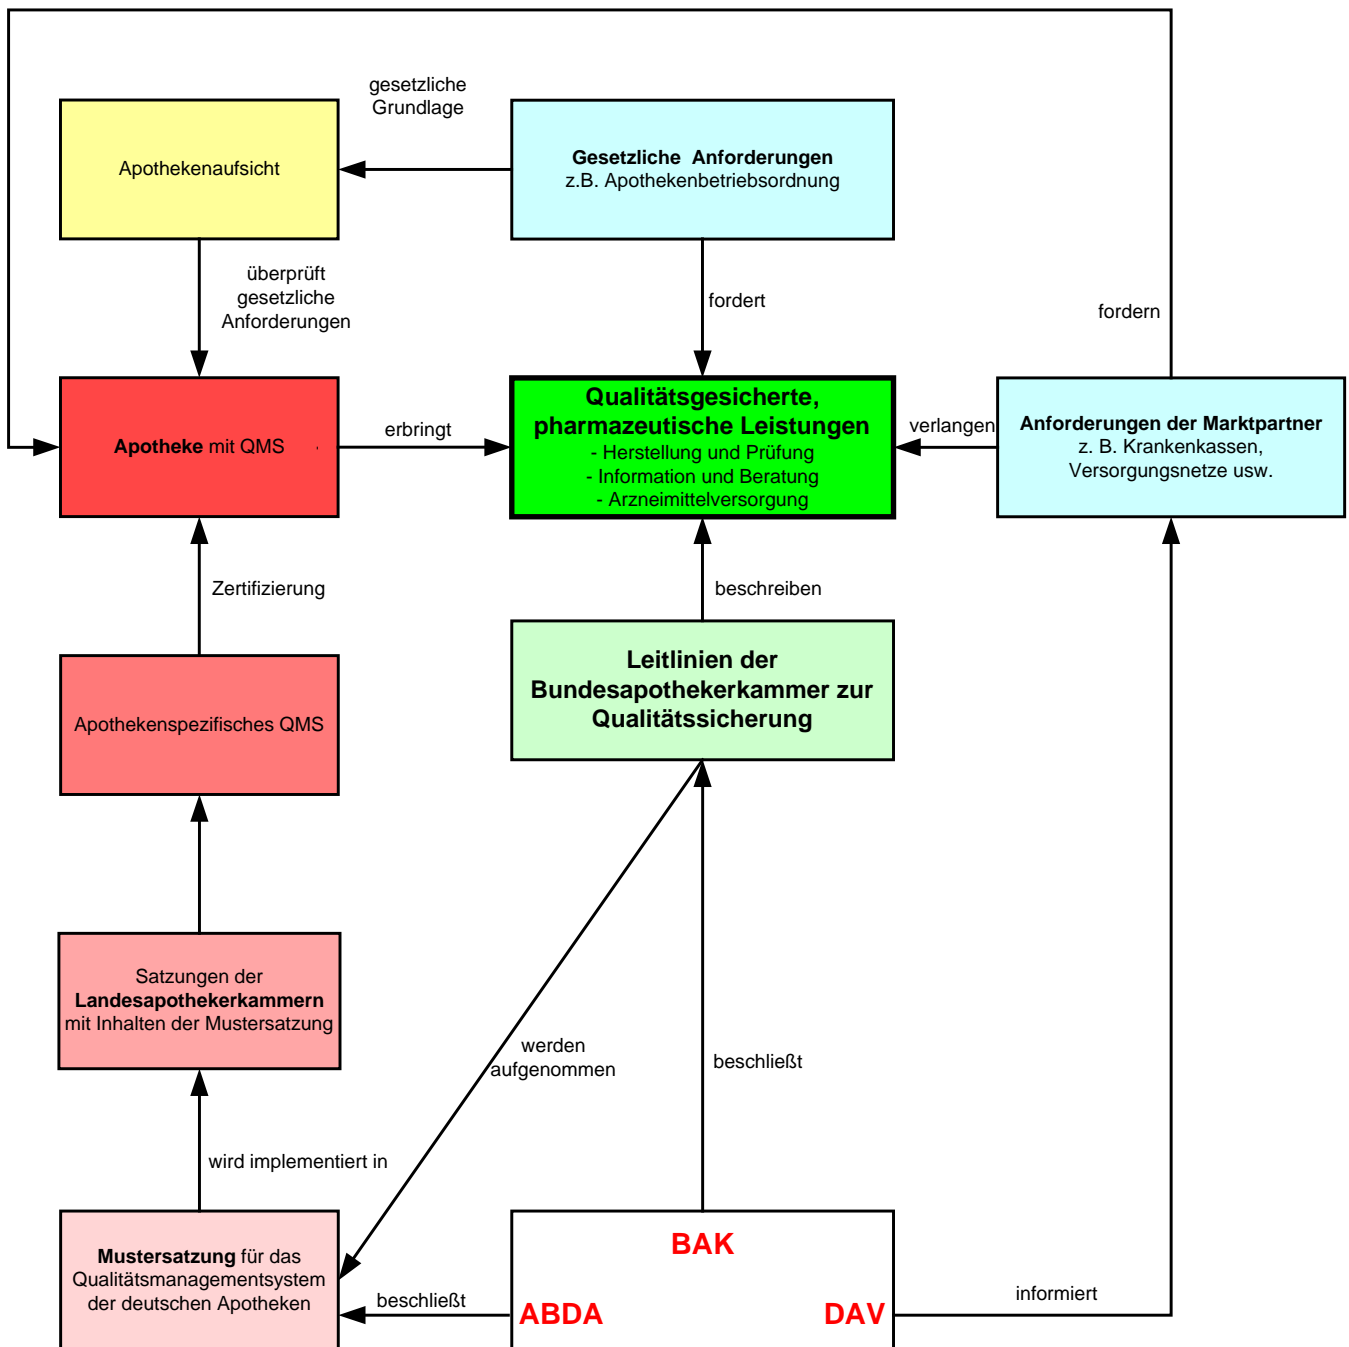 gesetzliche
Grundlage
Apothekenaufsicht
Gesetzliche Anforderungen
z.B. Apothekenbetriebsordnung
überprüft
gesetzliche
Anforderungen
fordert
fordern
Apotheke mit QMS
erbringt
Qualitätsgesicherte,
pharmazeutische Leistungen
- Herstellung und Prüfung
- Information und Beratung
- Arzneimittelversorgung
verlangen
Anforderungen der Marktpartner
z. B. Krankenkassen,
Versorgungsnetze usw.
Zertifizierung
beschreiben
Apothekenspezifisches QMS
Leitlinien der
Bundesapothekerkammer zur
Qualitätssicherung
Satzungen der
Landesapothekerkammern
mit Inhalten der Mustersatzung
werden
aufgenommen
beschließt
wird implementiert in
Mustersatzung für das
Qualitätsmanagementsystem
der deutschen Apotheken
beschließt
BAK
ABDA
DAV
informiert